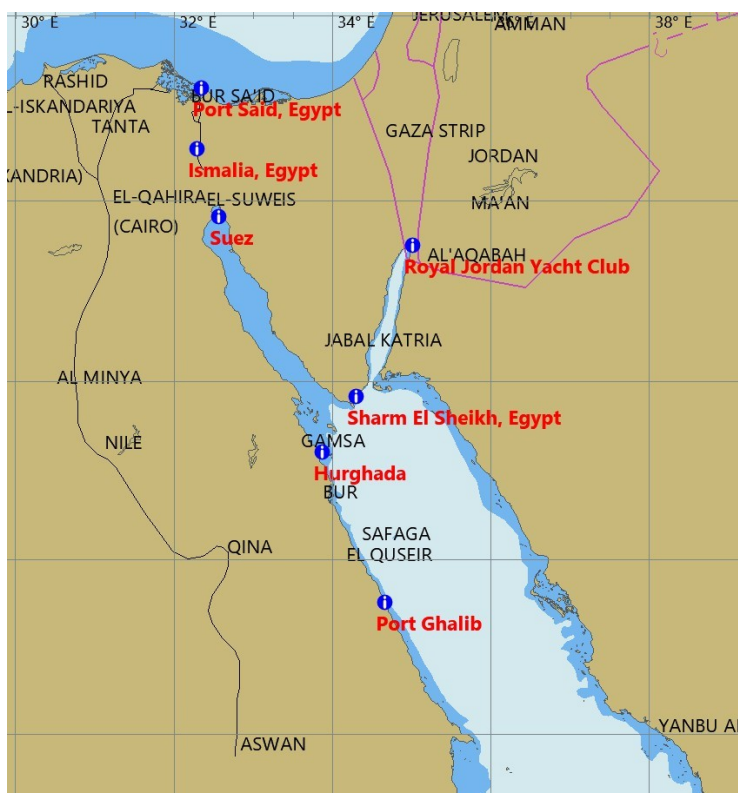 30° E
32° E
34° E
JERUSALEM
AMMAN
38° E
RASHID
BUR SA'ID
L-ISKANDARIYA
Port Said, Egypt
TANTA
GAZA STRIP
Ismalia, Egypt
JORDAN
XANDRIA)
EL-QAHIRA
EL-SUWEIS
MA'AN
(CAIRO)
Suez
AL'AQABAH
Royal Jordan Yacht Club
JABAL KATRIA
AL MINYA
Sharm El Sheikh, Egypt
NILE
GAMSA
Hurghada
BUR
SAFAGA
QINA
EL QUSEIR
Port Ghalib
YANBU A
ASWAN